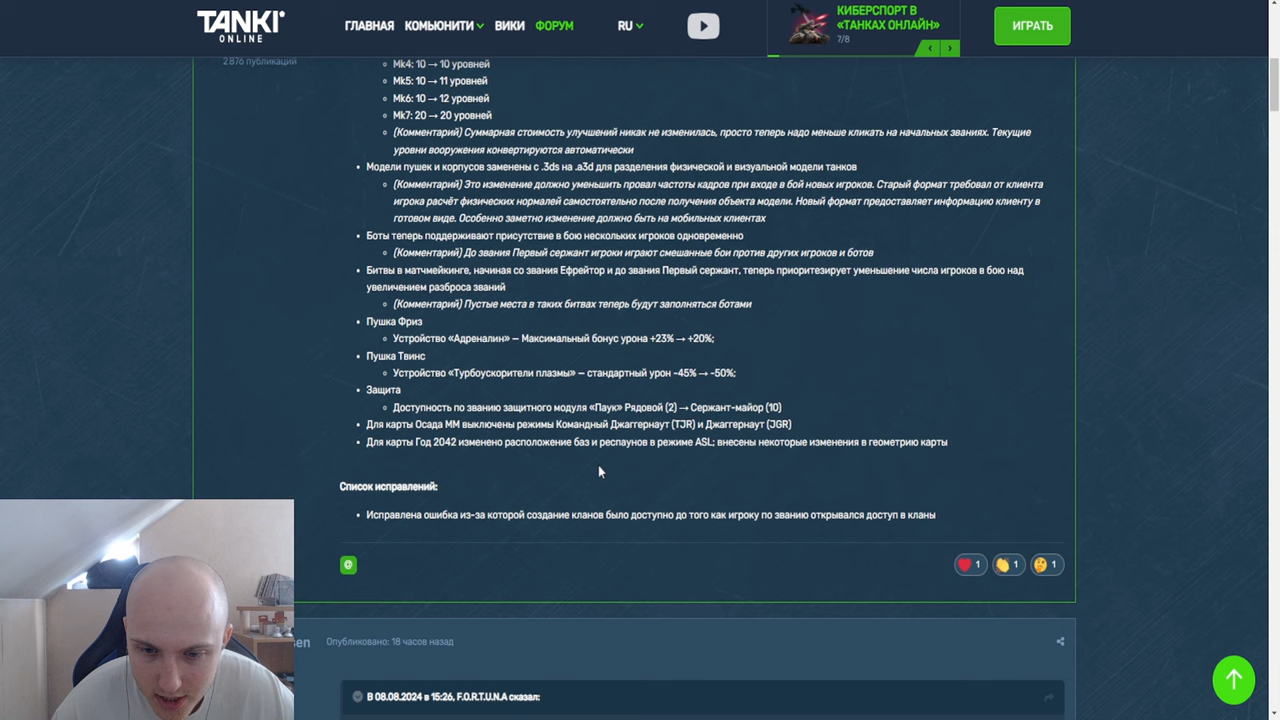 TANKI
ONLINE
ГЛАВНАЯ
КОМЬЮНИТИ
ВИКИ
ФОРУМ
RU
КИБЕРСПОРТ В
«ТАНКАХ ОНЛАЙН»
7/8
ИГРАТЬ
2 876 публикаций
Mk4: 10 → 10 уровней
Mk5: 10 → 11 уровней
Mk6: 10 → 12 уровней
Mk7: 20 → 20 уровней
(Комментарий) Суммарная стоимость улучшений никак не изменилась, просто теперь надо меньше кликать на начальных званиях. Текущие
уровни вооружения конвертируются автоматически
Модели пушек и корпусов заменены с .3ds на .a3d для разделения физической и визуальной модели танков
(Комментарий) Это изменение должно уменьшить провал частоты кадров при входе в бой новых игроков. Старый формат требовал от клиента
игрока расчёт физических нормалей самостоятельно после получения объекта модели. Новый формат предоставляет информацию клиенту в
готовом виде. Особенно заметно изменение должно быть на мобильных клиентах
Боты теперь поддерживают присутствие в бою нескольких игроков одновременно
(Комментарий) До звания Первый сержант игроки играют смешанные бои против других игроков и ботов
Битвы в матчмейкинге, начиная со звания Ефрейтор и до звания Первый сержант, теперь приоритезирует уменьшение числа игроков в бою над
увеличением разброса званий
(Комментарий) Пустые места в таких битвах теперь будут заполняться ботами
Пушка Фриз
Устройство «Адреналин» — Максимальный бонус урона +23% → +20%;
Пушка Твинс
Устройство «Турбоускорители плазмы» — стандартный урон -45% → -50%;
Защита
Доступность по званию защитного модуля «Паук» Рядовой (2) → Сержант-майор (10)
Для карты Осада ММ выключены режимы Командный Джаггернаут (TJR) и Джаггернаут (JGR)
Для карты Год 2042 изменено расположение баз и респаунов в режиме ASL; внесены некоторые изменения в геометрию карты
Список исправлений:
Исправлена ошибка из-за которой создание кланов было доступно до того как игроку по званию открывался доступ в кланы
@
1
1
1
sen
Опубликовано: 18 часов назад
В 08.08.2024 в 15:26, F.O.R.T.U.N.A сказал: